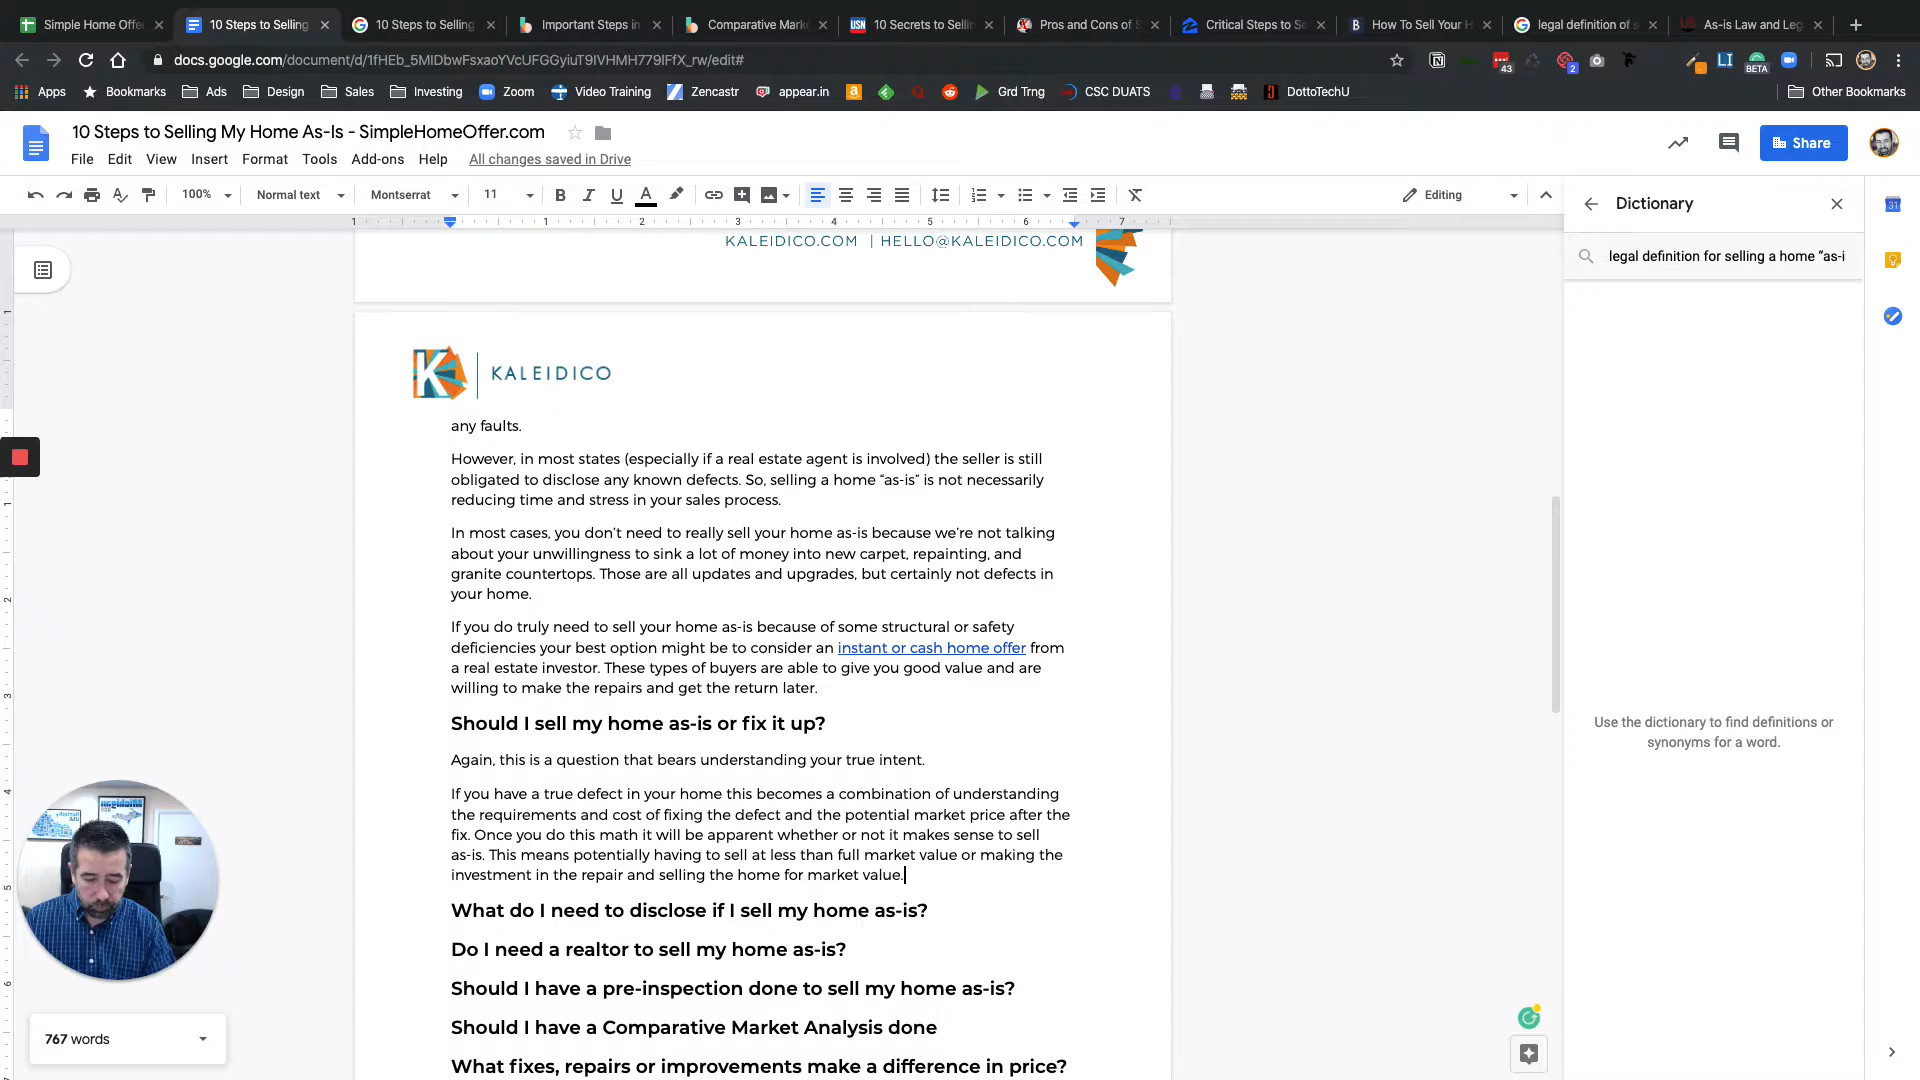 Simple Home Offer
10 Steps to Selling
10 Steps to Selling
Important Steps in
Comparative Mark
10 Secrets to Sellin
Pros and Cons of S
Critical Steps to Se
How To Sell Your H
legal definition of s
As-is Law and Leg
docs.google.com/document/d/1fHEb_5MlDbwFsxaoYVcUFGGyiuT9IVHMH779lFfX_rw/edit#
43
2
BETA
Apps
Bookmarks
Ads
Design
Sales
Investing
Zoom
Video Training
Zencastr
appear.in
Grd Trng
CSC DUATS
DottoTechU
Other Bookmarks
10 Steps to Selling My Home As-Is - SimpleHomeOffer.com
File Edit View Insert Format Tools Add-ons Help All changes saved in Drive
Share
100% Normal text Montserrat 11 Editing
Dictionary
legal definition for selling a home “as-i
Use the dictionary to find definitions or
synonyms for a word.
KALEIDICO.COM | HELLO@KALEIDICO.COM
KALEIDICO
any faults.
However, in most states (especially if a real estate agent is involved) the seller is still
obligated to disclose any known defects. So, selling a home “as-is” is not necessarily
reducing time and stress in your sales process.
In most cases, you don’t need to really sell your home as-is because we’re not talking
about your unwillingness to sink a lot of money into new carpet, repainting, and
granite countertops. Those are all updates and upgrades, but certainly not defects in
your home.
If you do truly need to sell your home as-is because of some structural or safety
deficiencies your best option might be to consider an instant or cash home offer from
a real estate investor. These types of buyers are able to give you good value and are
willing to make the repairs and get the return later.
Should I sell my home as-is or fix it up?
Again, this is a question that bears understanding your true intent.
If you have a true defect in your home this becomes a combination of understanding
the requirements and cost of fixing the defect and the potential market price after the
fix. Once you do this math it will be apparent whether or not it makes sense to sell
as-is. This means potentially having to sell at less than full market value or making the
investment in the repair and selling the home for market value.
What do I need to disclose if I sell my home as-is?
Do I need a realtor to sell my home as-is?
Should I have a pre-inspection done to sell my home as-is?
Should I have a Comparative Market Analysis done
What fixes, repairs or improvements make a difference in price?
767 words